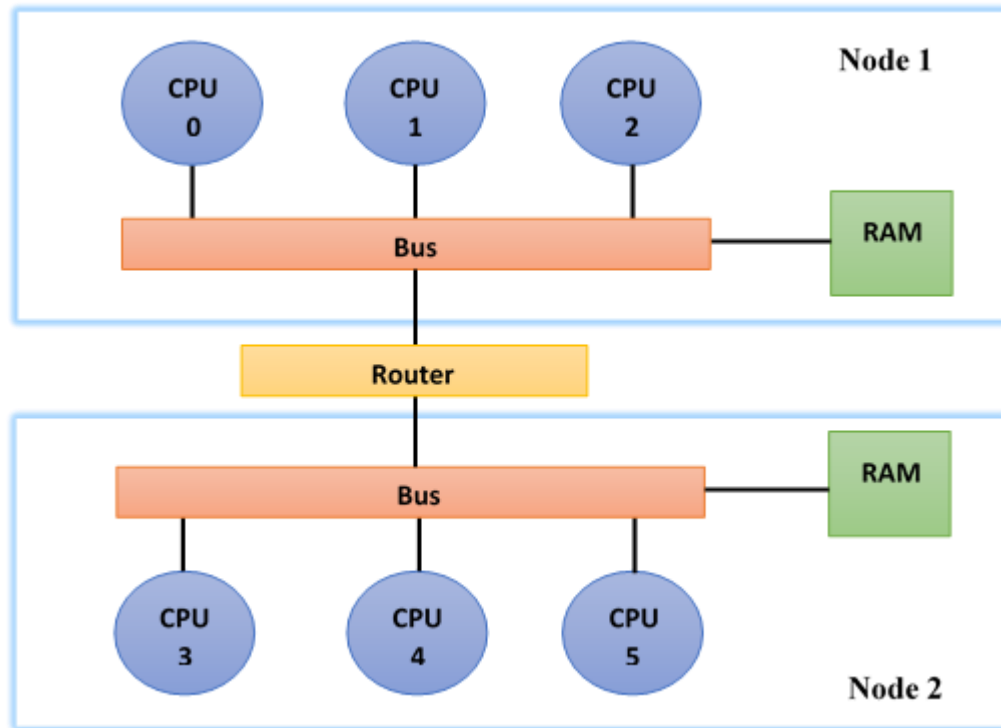 Node 1
CPU
0
CPU
1
CPU
2
RAM
Bus
Router
Bus
RAM
CPU
3
CPU
4
CPU
5
Node 2